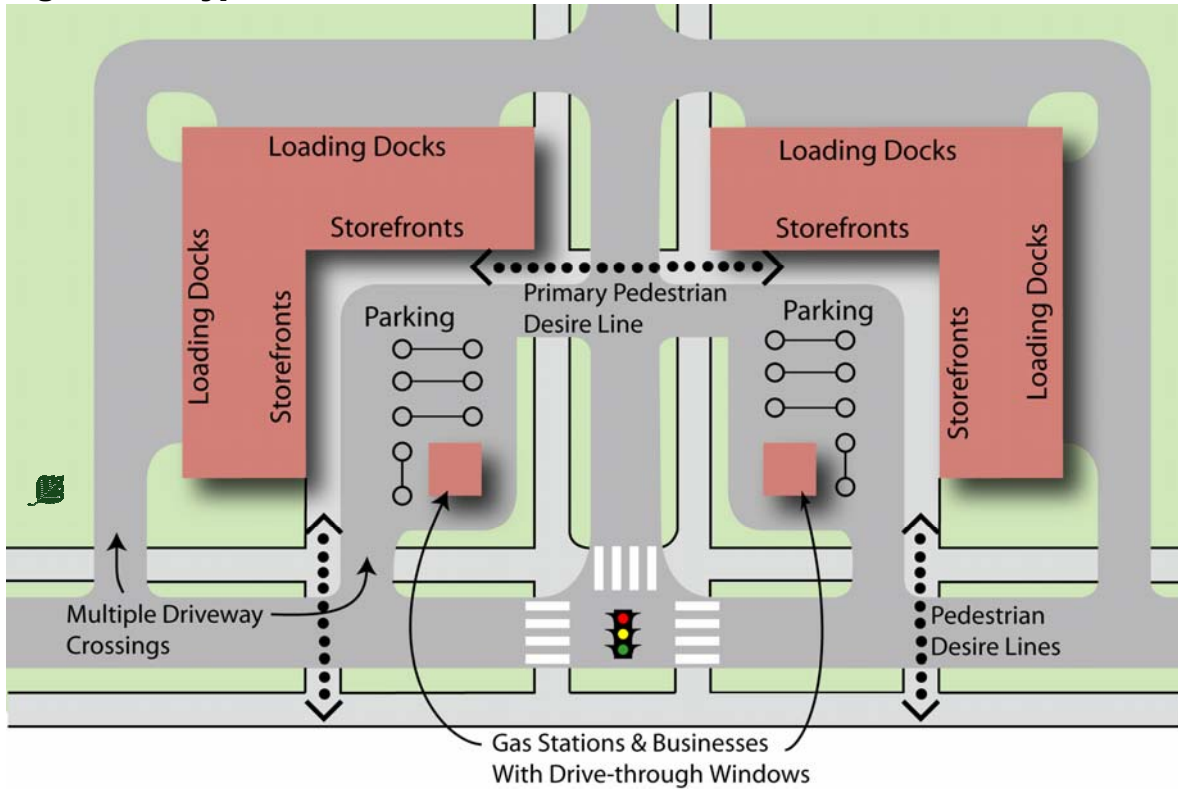 Loading Docks
Loading Docks
Storefronts
Storefronts
Loading Docks
Storefronts
Primary Pedestrian
Desire Line
Parking
Parking
Storefronts
Loading Docks
Multiple Driveway
Crossings
Pedestrian
Desire Lines
Gas Stations & Businesses
With Drive-through Windows